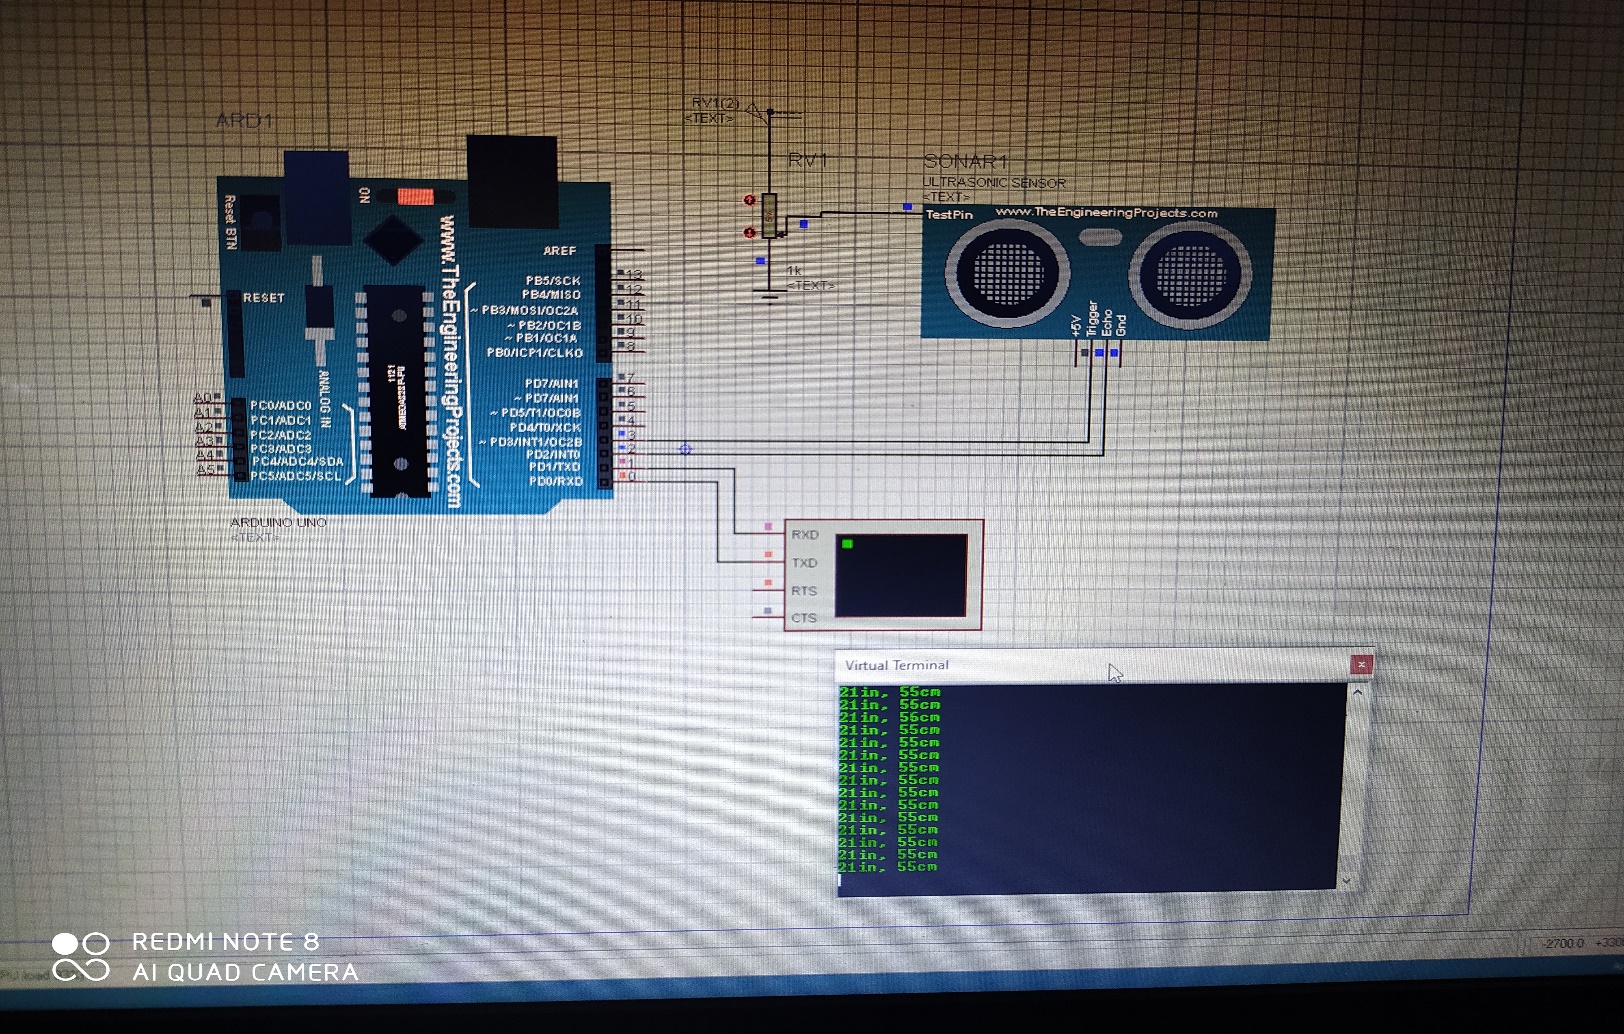 ARD1
RV1(2)
<TEXT>
RV1
1k
<TEXT>
SONAR1
ULTRASONIC SENSOR
<TEXT>
TestPin
www.TheEngineeringProjects.com
+5V
Trigger
Echo
Gnd
Reset BTN
ON
www.TheEngineeringProjects.com
RESET
ANALOG IN
1121
AREF
PB5/SCK
13
PB4/MISO
12
~ PB3/MOSI/OC2A
11
~ PB2/OC1B
10
~ PB1/OC1A
9
PB0/ICP1/CLKO
8
PD7/AIN1
7
~ PD7/AIN1
6
~ PD5/T1/OC0B
5
PD4/T0/XCK
4
~ PD3/INT1/OC2B
3
PD2/INT0
2
PD1/TXD
1
PD0/RXD
0
A0
PC0/ADC0
A1
PC1/ADC1
A2
PC2/ADC2
A3
PC3/ADC3
A4
PC4/ADC4/SDA
A5
PC5/ADC5/SCL
ARDUINO UNO
<TEXT>
RXD
TXD
RTS
CTS
Virtual Terminal
21in, 55cm
21in, 55cm
21in, 56cm
21in, 55cm
21in, 55cm
21in, 55cm
21in, 55cm
21in, 55cm
21in, 55cm
21in, 55cm
21in, 55cm
21in, 55cm
21in, 55cm
21in, 55cm
21in, 55cm
-2700.0
REDMI NOTE 8
AI QUAD CAMERA